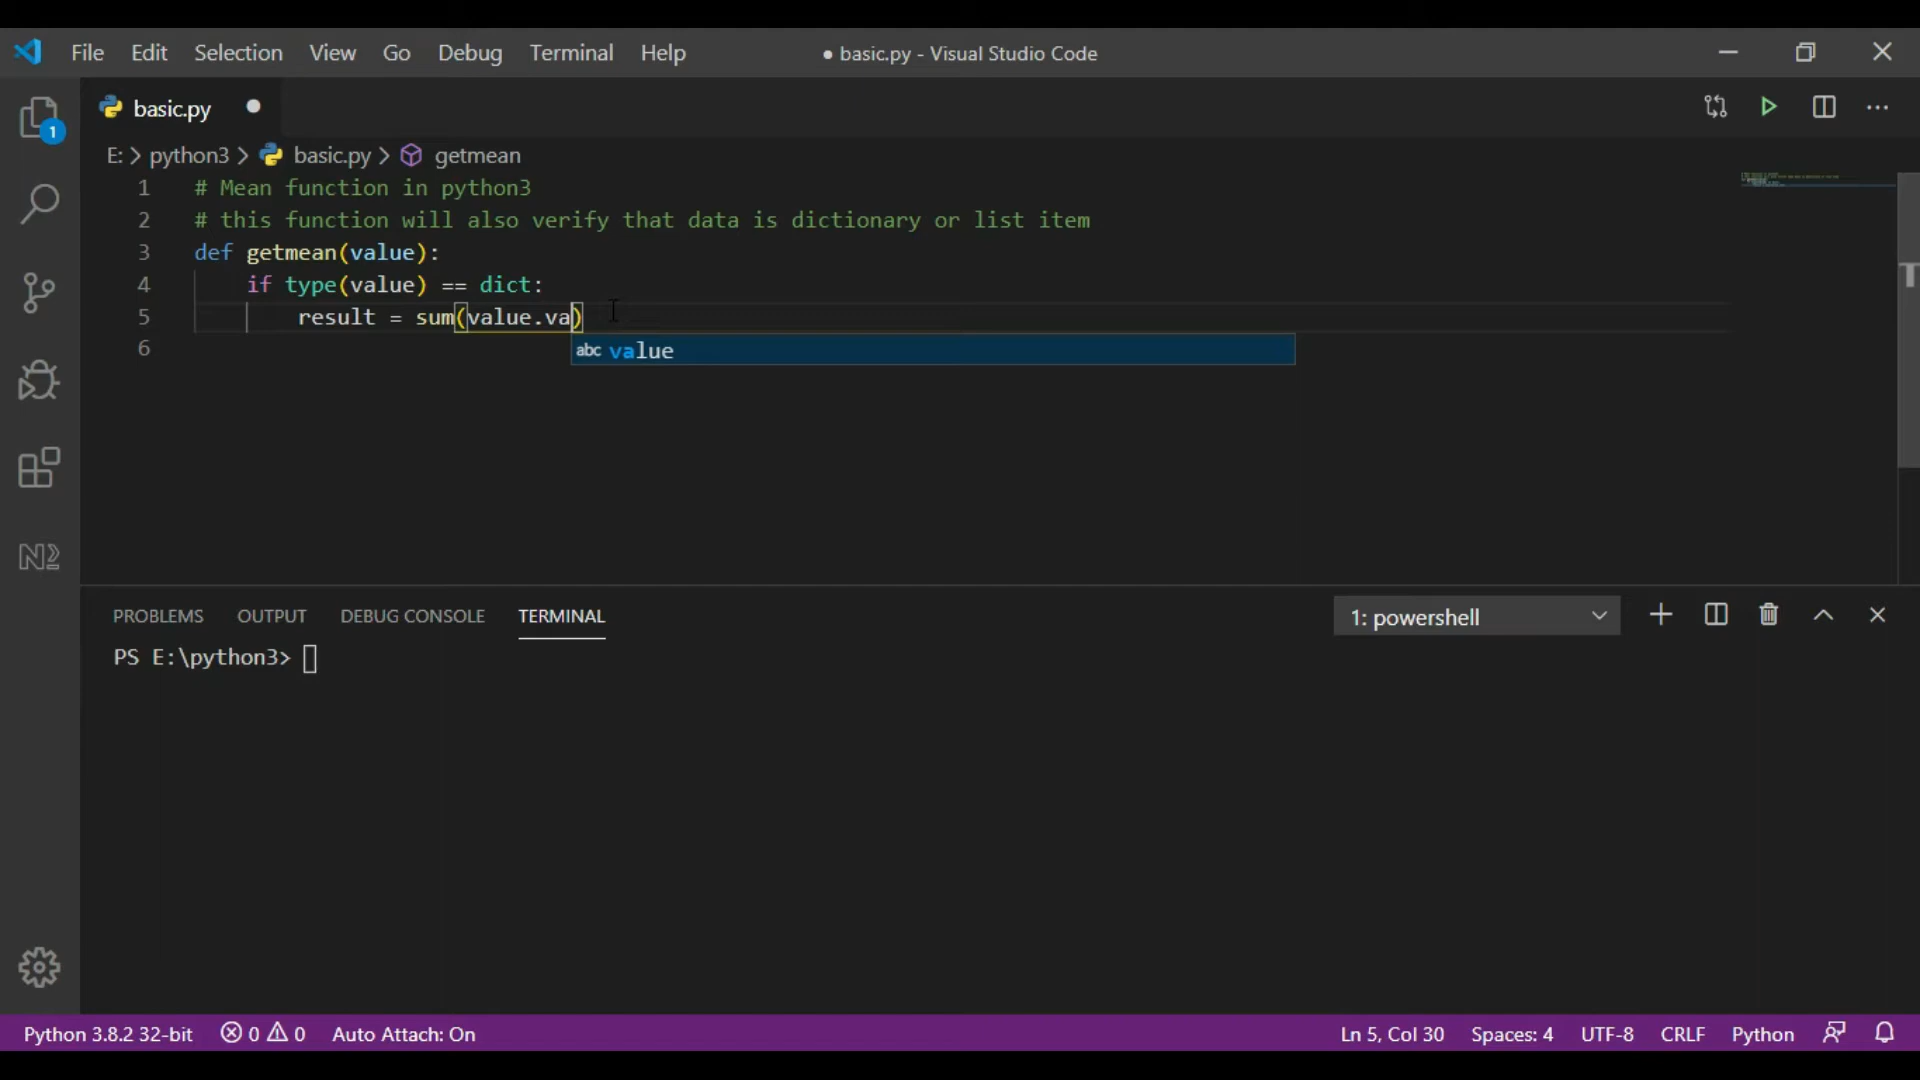 File Edit Selection View Go Debug Terminal Help ● basic.py - Visual Studio Code
basic.py ●
1
E: > python3 > basic.py > getmean
1 # Mean function in python3
2 # this function will also verify that data is dictionary or list item
3 def getmean(value):
4 if type(value) == dict:
5 result = sum(value.va)
abc value
6
PROBLEMS OUTPUT DEBUG CONSOLE TERMINAL 1: powershell
PS E:\python3>
Python 3.8.2 32-bit 0 0 Auto Attach: On Ln 5, Col 30 Spaces: 4 UTF-8 CRLF Python